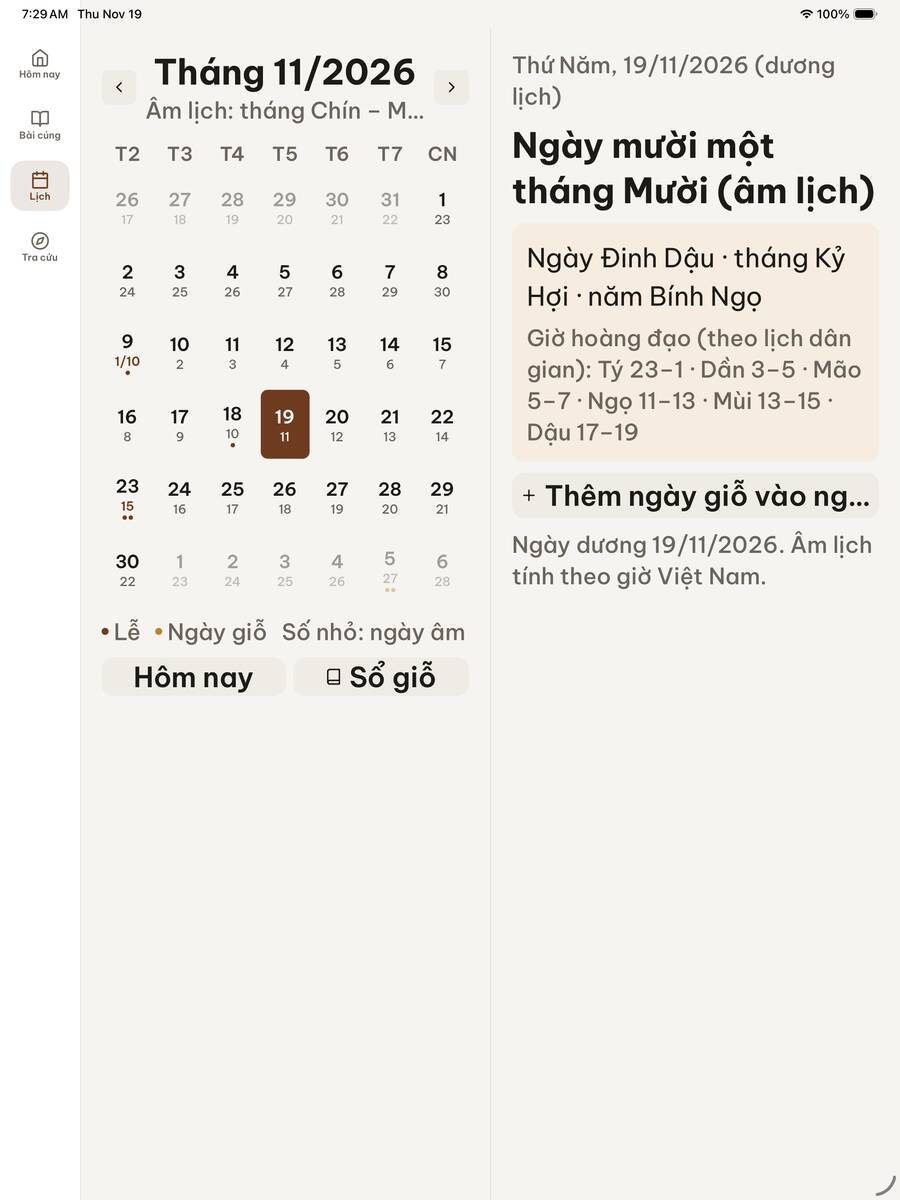 7:29 AM Thu Nov 19
100%
Hôm nay
Bài cúng
Lịch
Tra cứu
Tháng 11/2026
Âm lịch: tháng Chín – M...
T2 T3 T4 T5 T6 T7 CN
26 27 28 29 30 31 1
17 18 19 20 21 22 23
2 3 4 5 6 7 8
24 25 26 27 28 29 30
9 10 11 12 13 14 15
1/10 2 3 4 5 6 7
16 17 18 19 20 21 22
8 9 10 11 12 13 14
23 24 25 26 27 28 29
15 16 17 18 19 20 21
30 1 2 3 4 5 6
22 23 24 25 26 27 28
Lễ Ngày giỗ Số nhỏ: ngày âm
Hôm nay Sổ giỗ
Thứ Năm, 19/11/2026 (dương
lịch)
Ngày mười một
tháng Mười (âm lịch)
Ngày Đinh Dậu · tháng Kỷ
Hợi · năm Bính Ngọ
Giờ hoàng đạo (theo lịch dân
gian): Tý 23–1 · Dần 3–5 · Mão
5–7 · Ngọ 11–13 · Mùi 13–15 ·
Dậu 17–19
+ Thêm ngày giỗ vào ng...
Ngày dương 19/11/2026. Âm lịch
tính theo giờ Việt Nam.